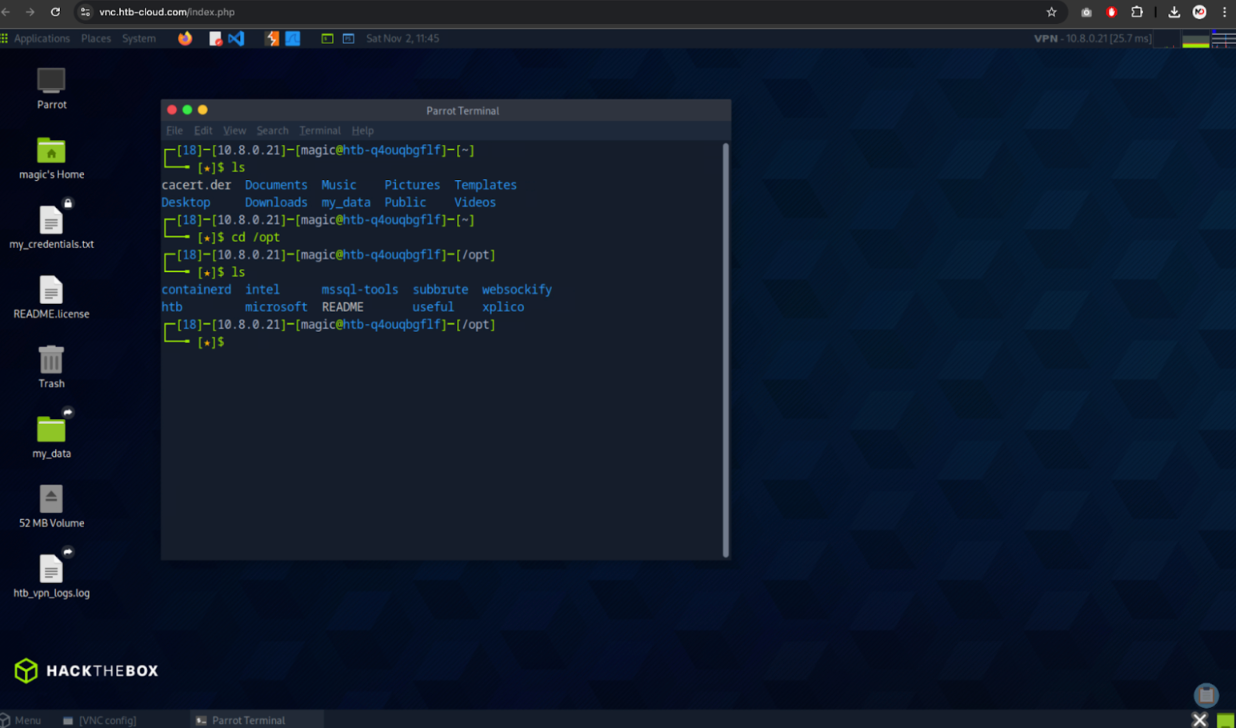 vnc.htb-cloud.com/index.php
Applications Places System Sat Nov 2, 11:45 VPN - 10.8.0.21 [25.7 ms]
Parrot
magic's Home
my_credentials.txt
README.license
Trash
my_data
52 MB Volume
htb_vpn_logs.log
Parrot Terminal
File Edit View Search Terminal Help
┌─[18]─[10.8.0.21]─[magic@htb-q4ouqbgflf]─[~]
└──╼ [★]$ ls
cacert.der Documents Music Pictures Templates
Desktop Downloads my_data Public Videos
┌─[18]─[10.8.0.21]─[magic@htb-q4ouqbgflf]─[~]
└──╼ [★]$ cd /opt
┌─[18]─[10.8.0.21]─[magic@htb-q4ouqbgflf]─[/opt]
└──╼ [★]$ ls
containerd intel mssql-tools subbrute websockify
htb microsoft README useful xplico
┌─[18]─[10.8.0.21]─[magic@htb-q4ouqbgflf]─[/opt]
└──╼ [★]$
HACKTHEBOX
Menu [VNC config] Parrot Terminal